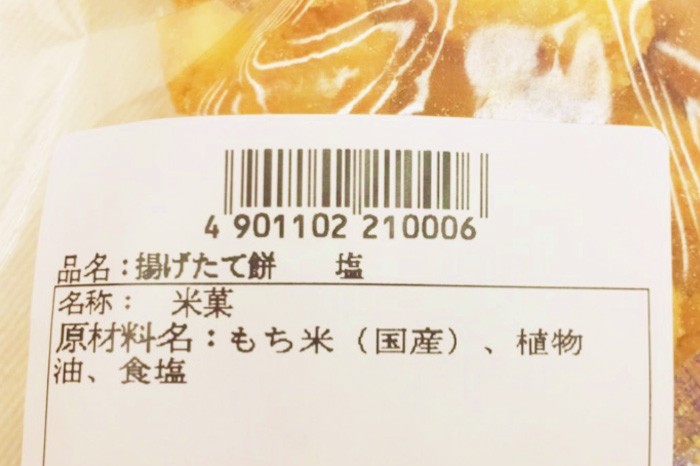 4 901102 210006
品名：揚げたて餅　塩
名称：　米菓
原材料名：もち米（国産）、植物
油、食塩